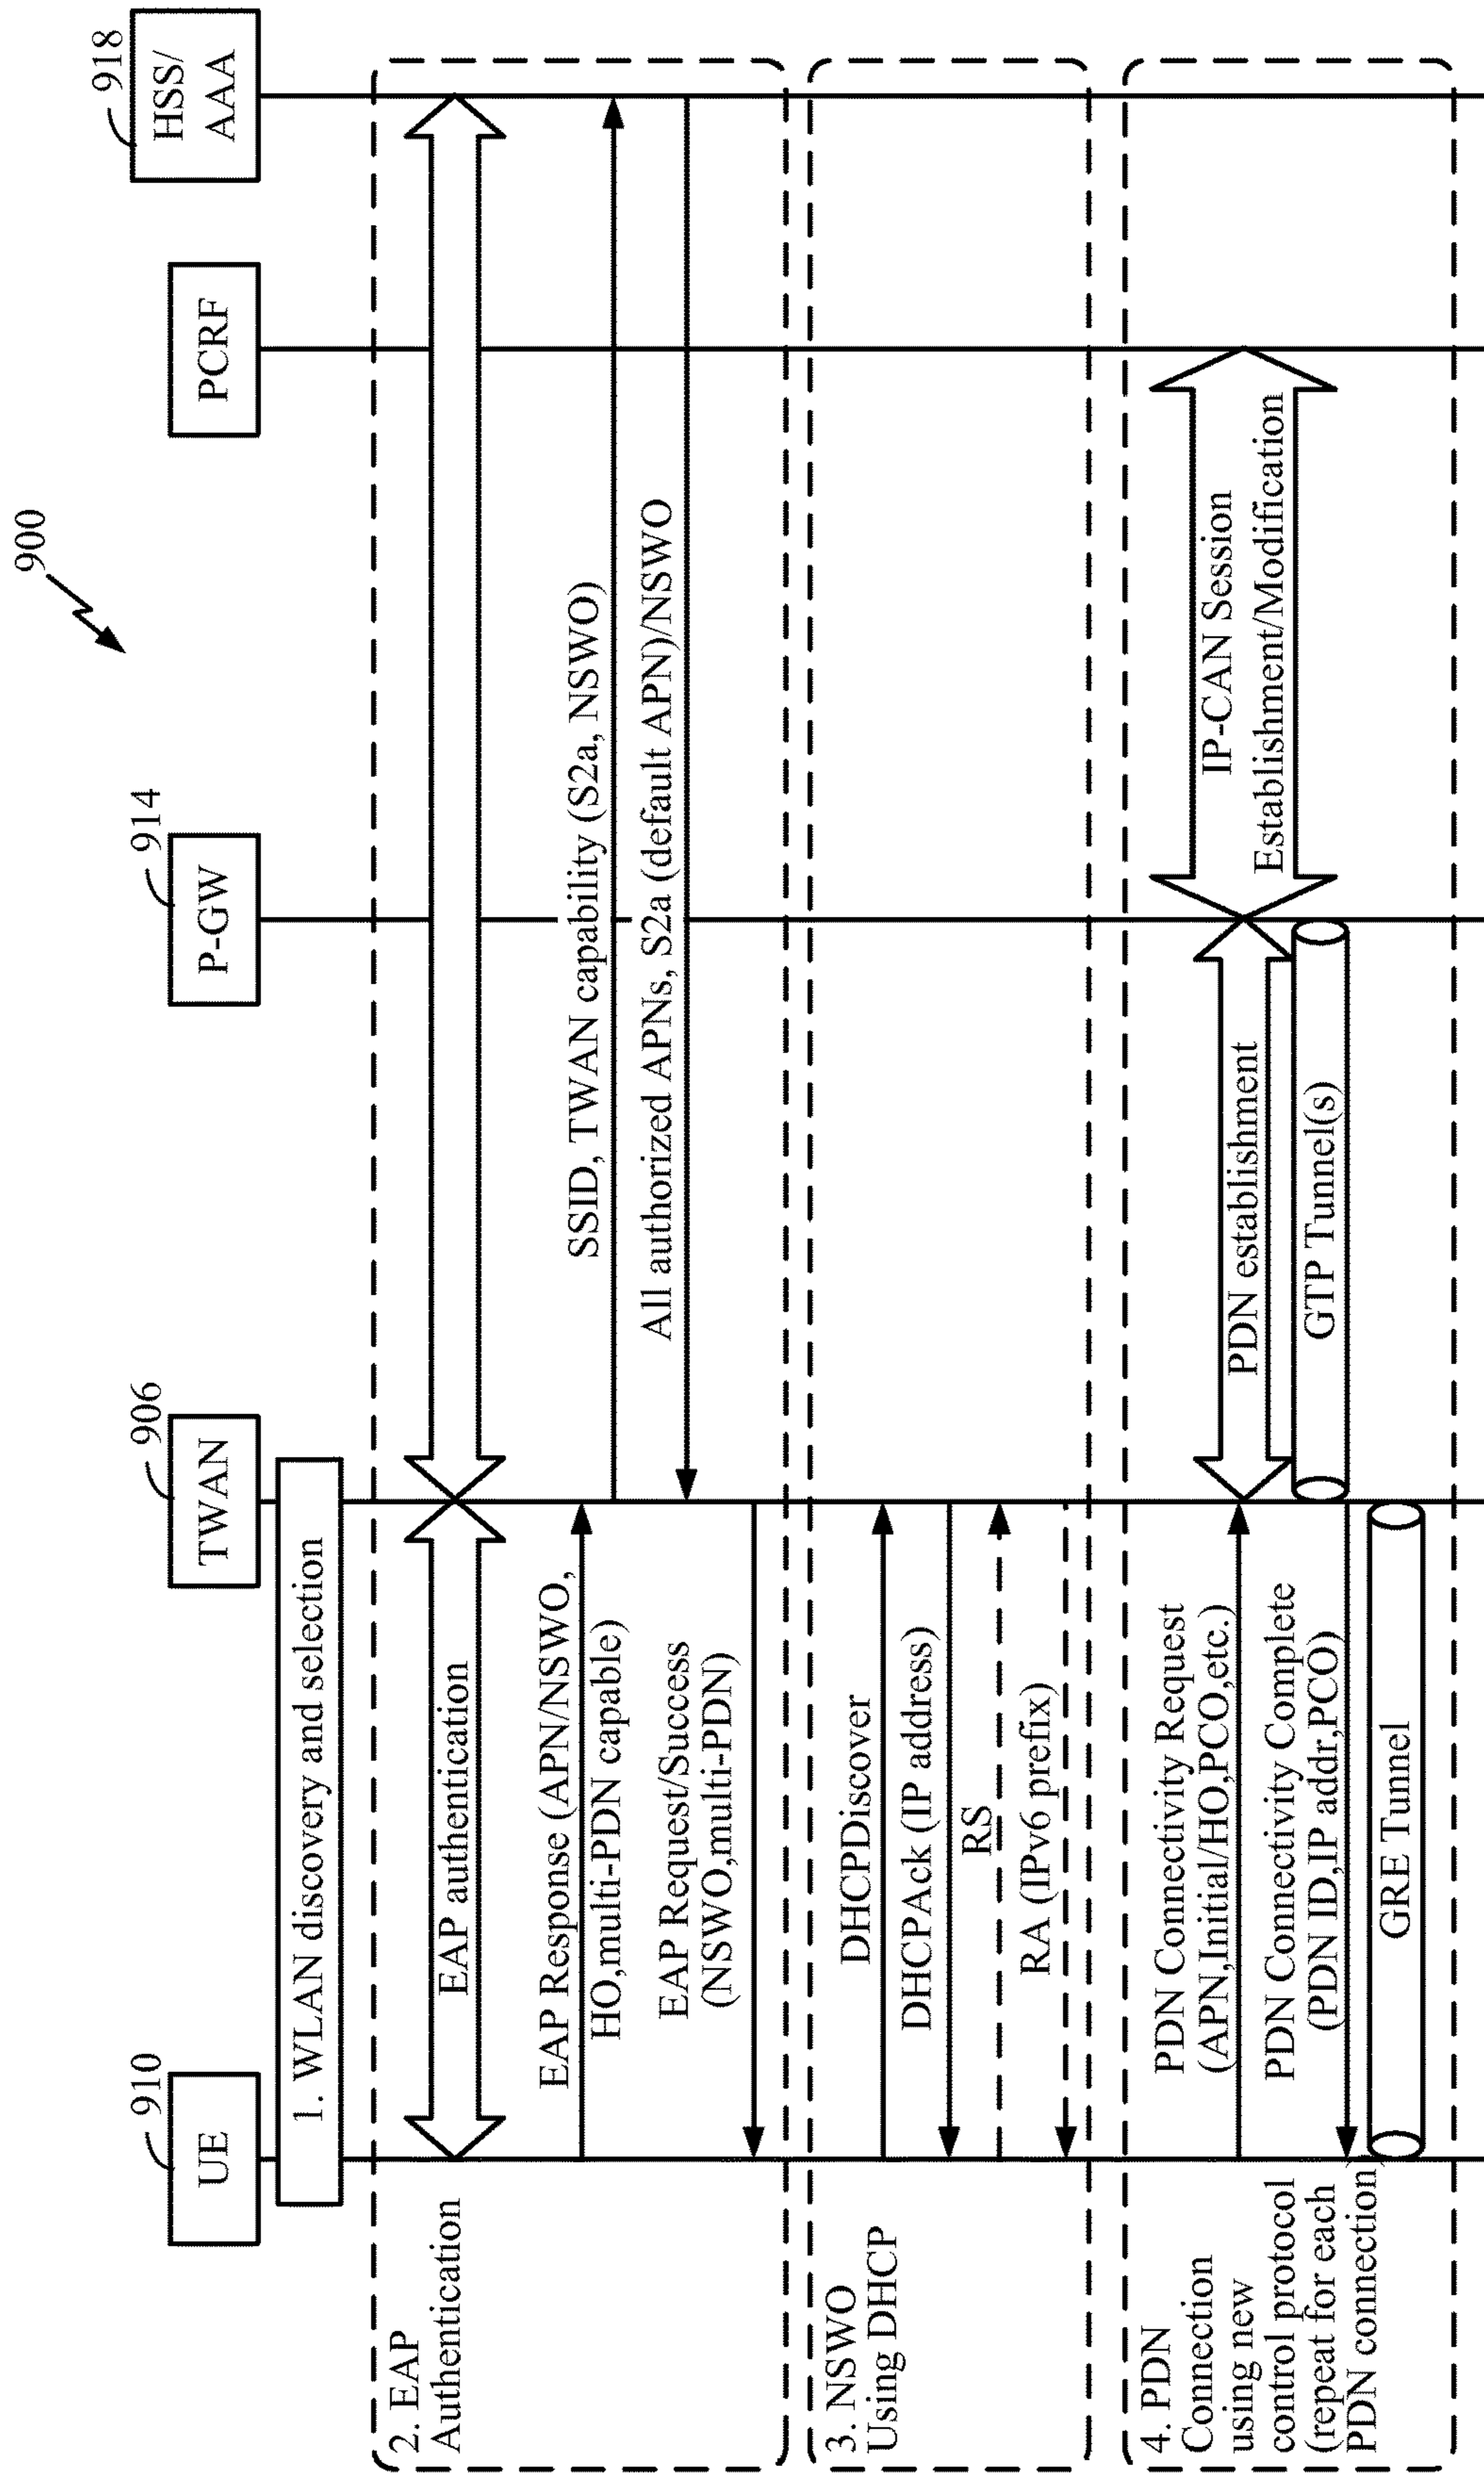 900
910
UE
906
TWAN
914
P-GW
PCRF
918
HSS/
AAA
1. WLAN discovery and selection
2. EAP
Authentication
EAP authentication
EAP Response (APN/NSWO,
HO,multi-PDN capable)
SSID, TWAN capability (S2a, NSWO)
All authorized APNs, S2a (default APN)/NSWO
EAP Request/Success
(NSWO,multi-PDN)
3. NSWO
Using DHCP
DHCPDiscover
DHCPAck (IP address)
RS
RA (IPv6 prefix)
4. PDN
Connection
using new
control protocol
(repeat for each
PDN connection)
PDN Connectivity Request
(APN,Initial/HO,PCO,etc.)
PDN establishment
IP-CAN Session
Establishment/Modification
GTP Tunnel(s)
PDN Connectivity Complete
(PDN ID,IP addr,PCO)
GRE Tunnel